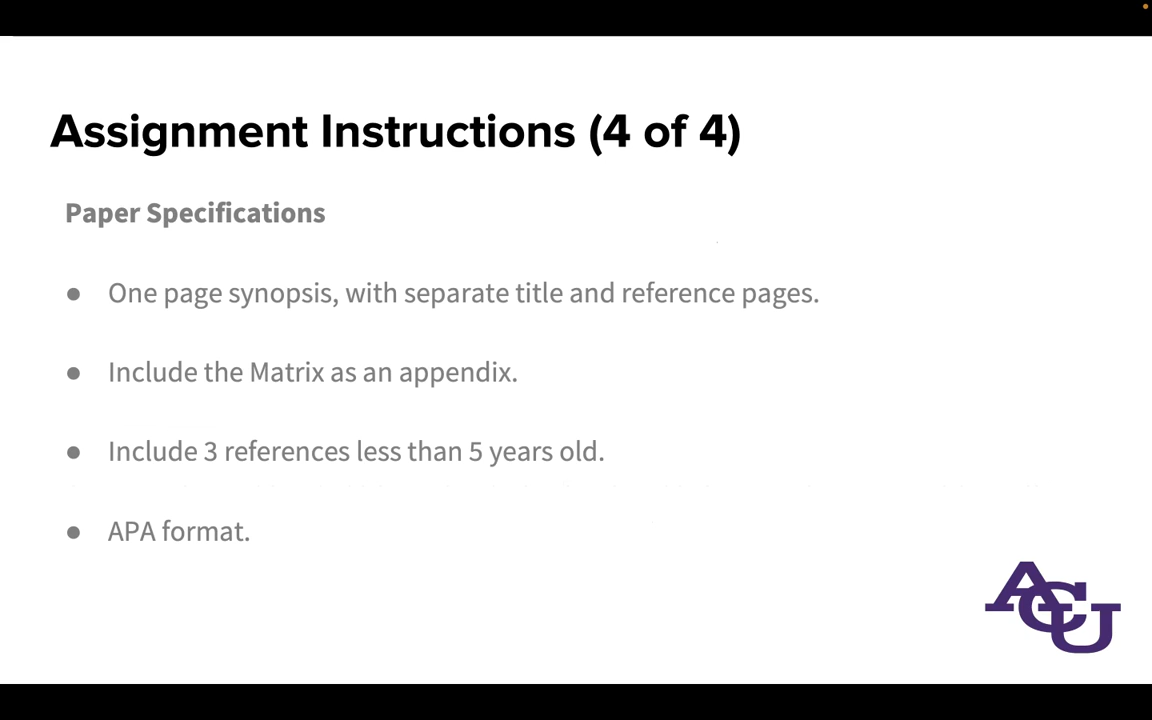 Assignment Instructions (4 of 4)
Paper Specifications
● One page synopsis, with separate title and reference pages.
● Include the Matrix as an appendix.
● Include 3 references less than 5 years old.
● APA format.
ACU